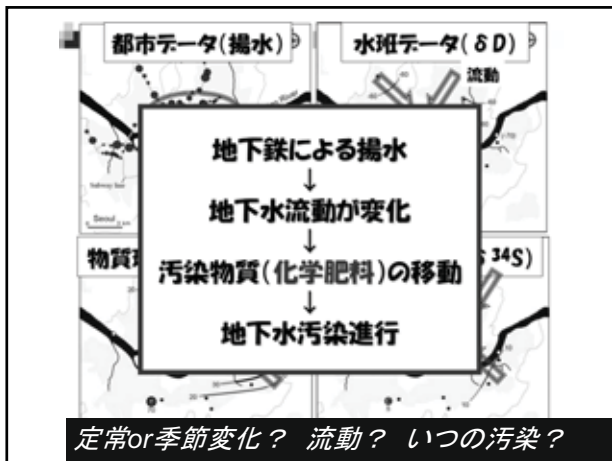 都市データ(揚水)
水班データ(δD)
流動
地下鉄による揚水
↓
地下水流動が変化
↓
汚染物質(化学肥料)の移動
↓
地下水汚染進行
物質
34S)
Seoul
River
定常or季節変化？ 流動？ いつの汚染？